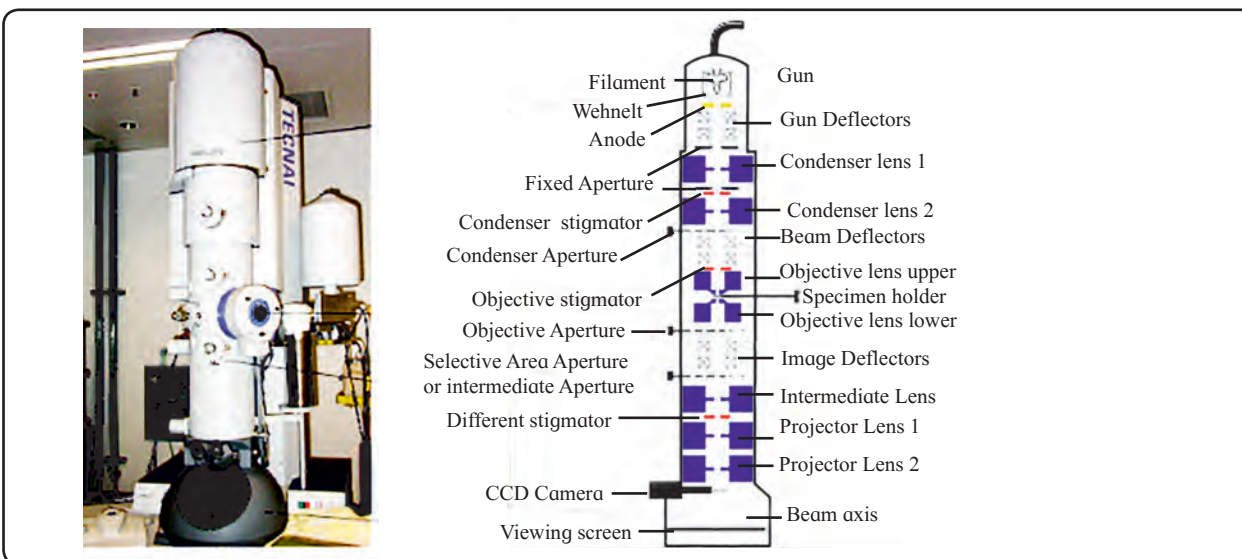 TECNAI
Filament
Gun
Wehnelt
Anode
Gun Deflectors
Fixed Aperture
Condenser lens 1
Condenser stigmator
Condenser lens 2
Condenser Aperture
Beam Deflectors
Objective stigmator
Objective lens upper
Specimen holder
Objective Aperture
Objective lens lower
Selective Area Aperture
or intermediate Aperture
Image Deflectors
Intermediate Lens
Different stigmator
Projector Lens 1
Projector Lens 2
CCD Camera
Beam axis
Viewing screen